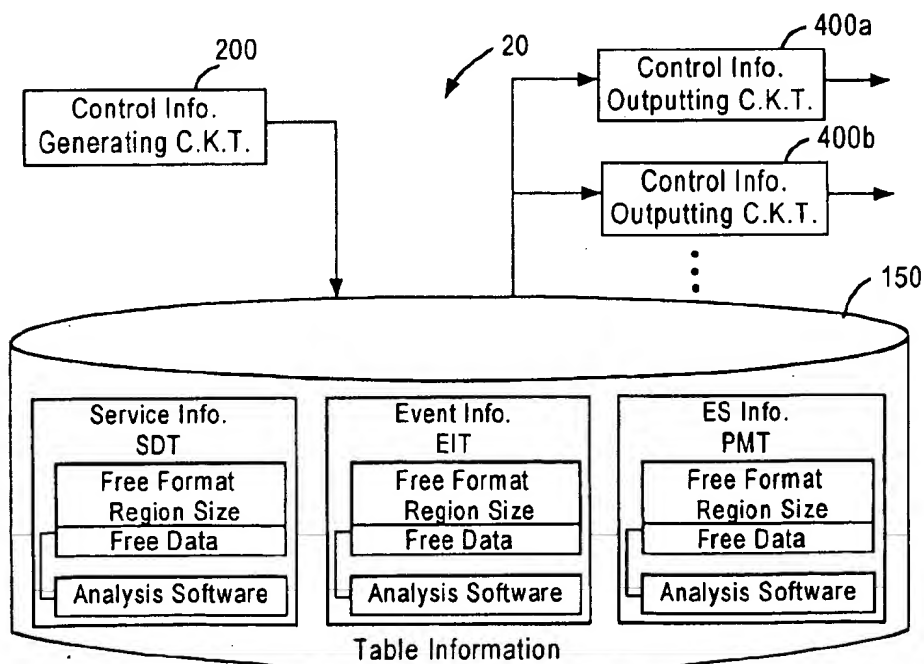 200
Control Info.
Generating C.K.T.
20
400a
Control Info.
Outputting C.K.T.
400b
Control Info.
Outputting C.K.T.
150
Service Info.
SDT
Free Format
Region Size
Free Data
Analysis Software
Event Info.
EIT
Free Format
Region Size
Free Data
Analysis Software
ES Info.
PMT
Free Format
Region Size
Free Data
Analysis Software
Table Information